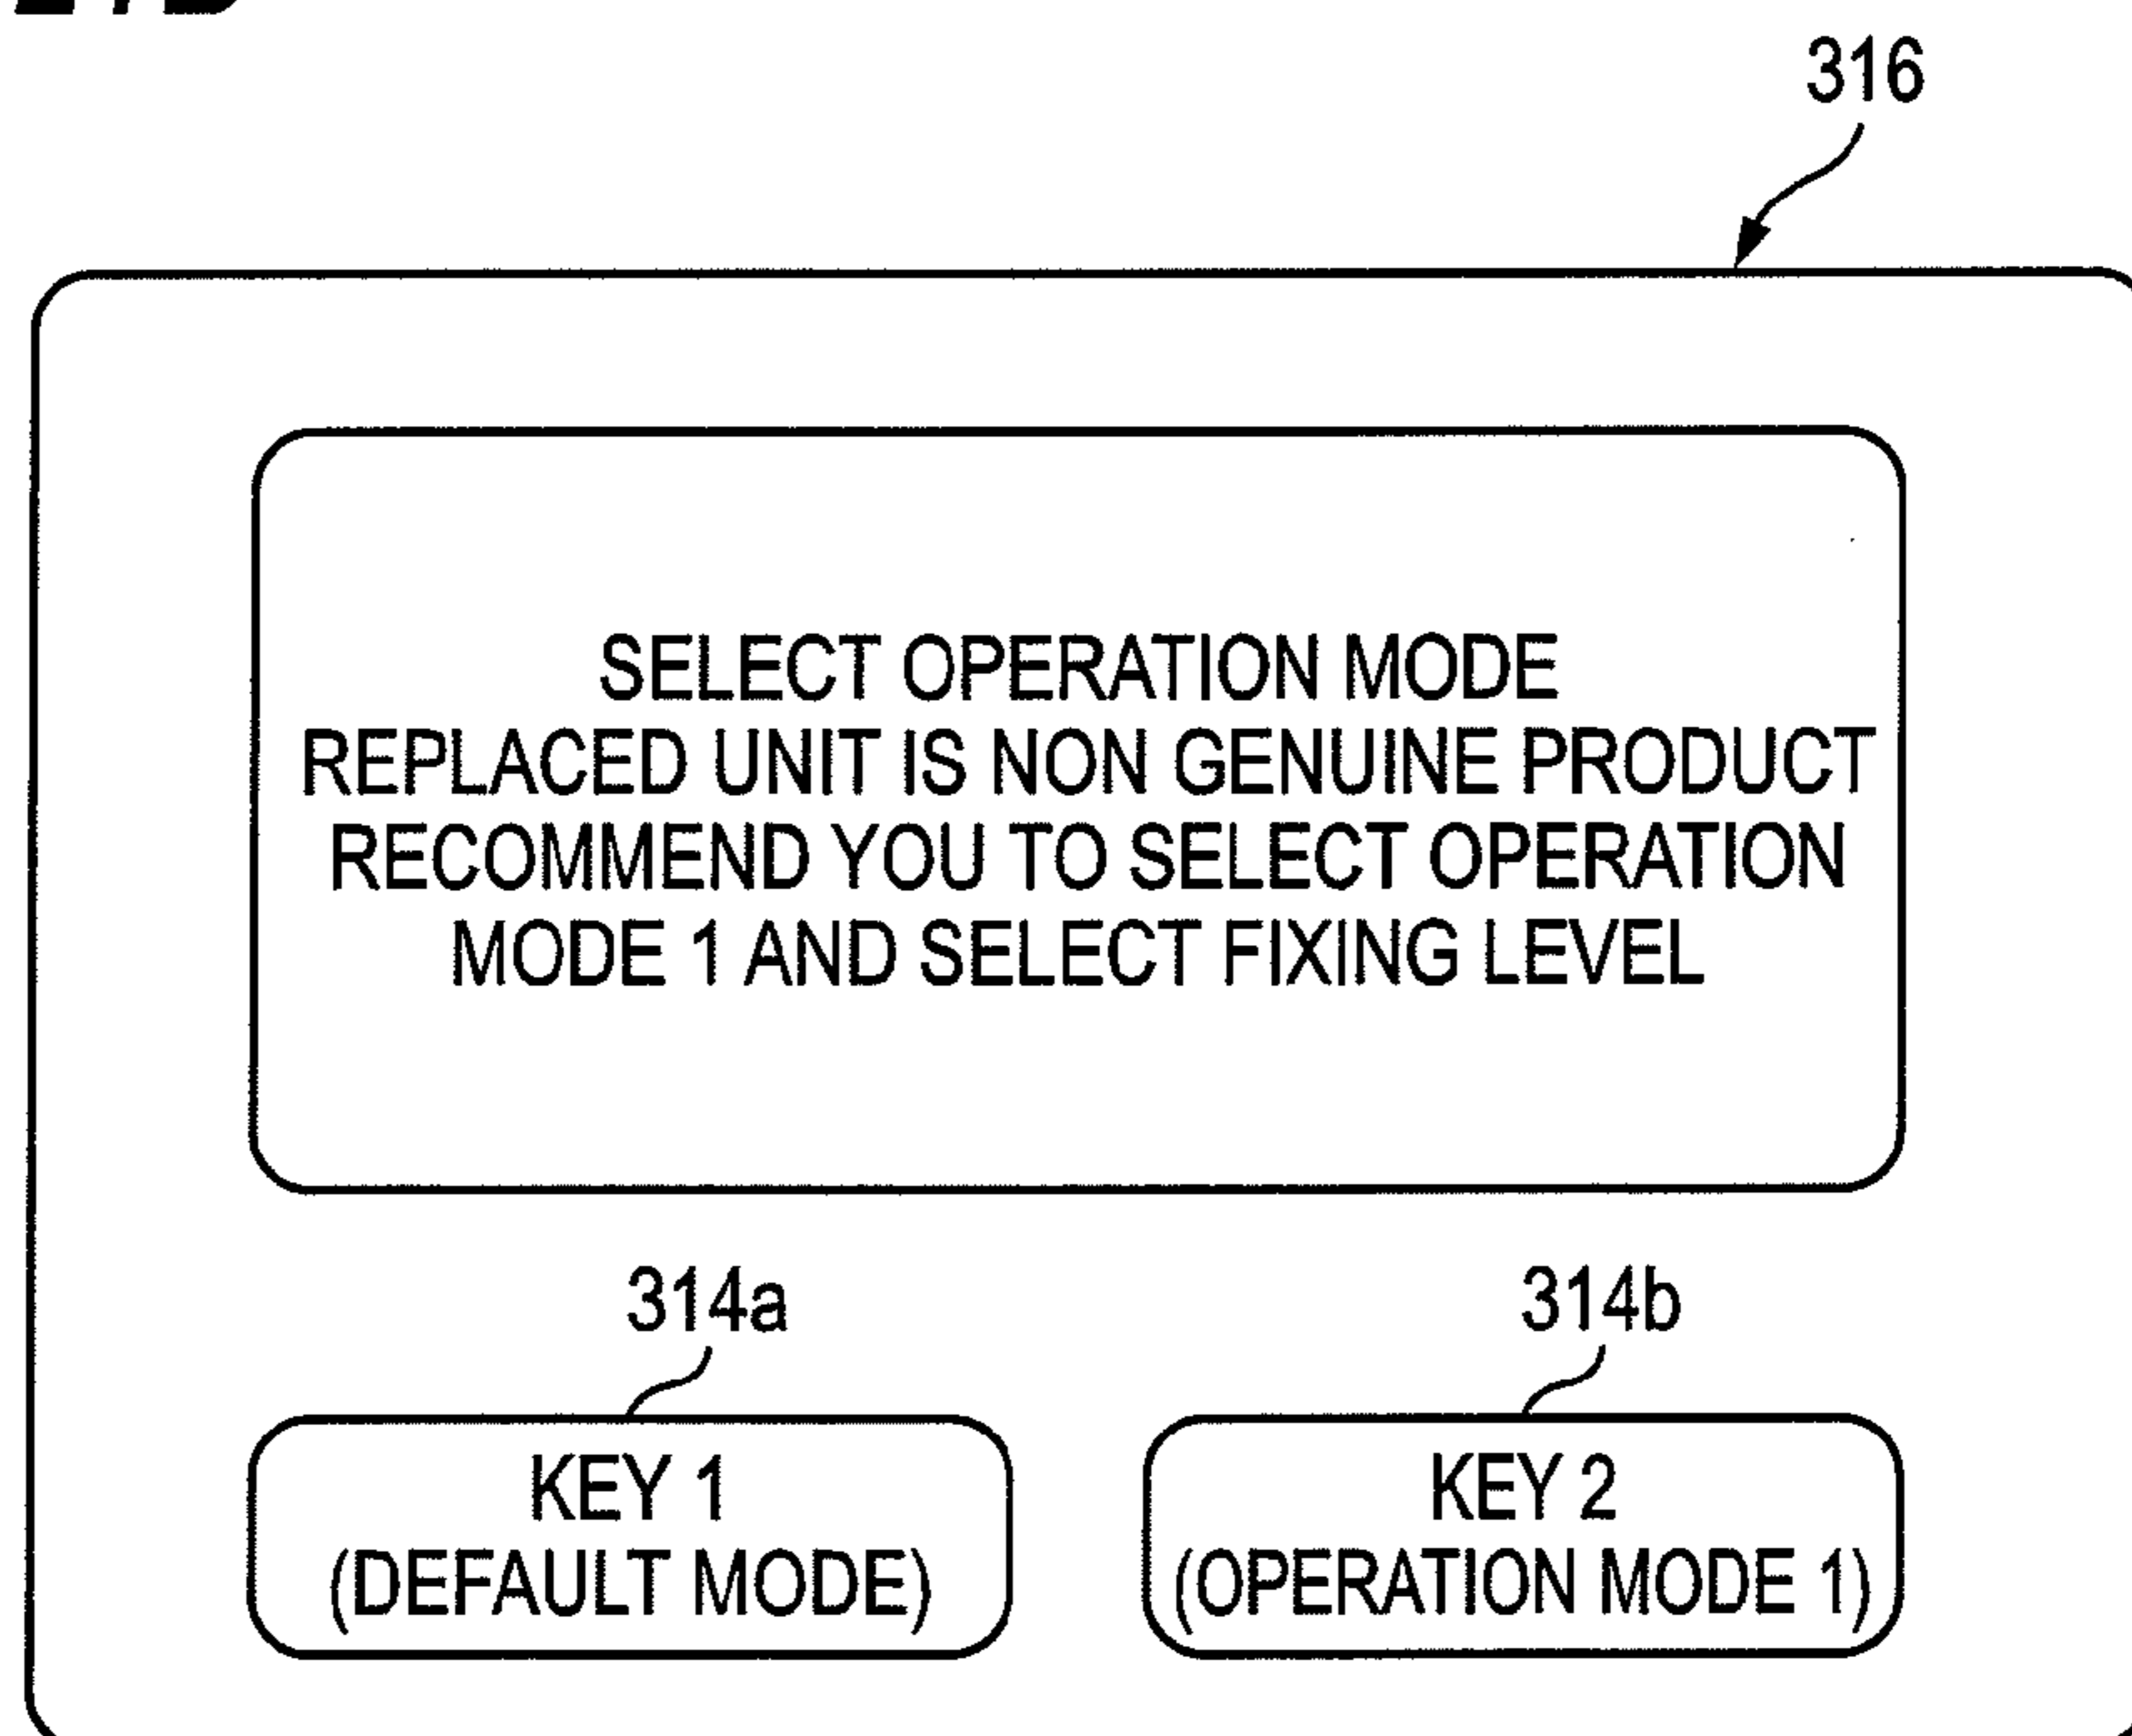 316
SELECT OPERATION MODE
REPLACED UNIT IS NON GENUINE PRODUCT
RECOMMEND YOU TO SELECT OPERATION
MODE 1 AND SELECT FIXING LEVEL
314a
314b
KEY 1
(DEFAULT MODE)
KEY 2
(OPERATION MODE 1)